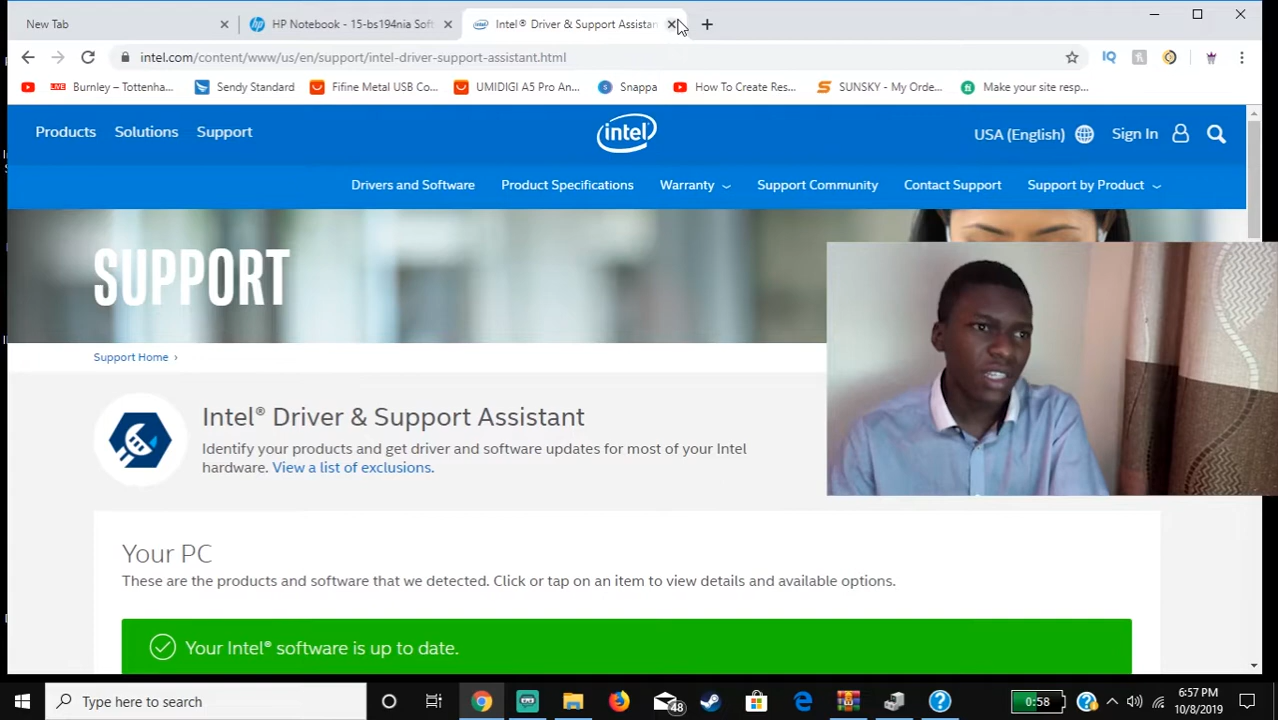 New Tab
HP Notebook - 15-bs194nia Soft
Intel® Driver & Support Assistan
intel.com/content/www/us/en/support/intel-driver-support-assistant.html
IQ
LIVE Burnley – Tottenha...
Sendy Standard
Fifine Metal USB Co...
UMIDIGI A5 Pro An...
Snappa
How To Create Res...
SUNSKY - My Orde...
Make your site resp...
Products
Solutions
Support
intel
USA (English)
Sign In
Drivers and Software
Product Specifications
Warranty
Support Community
Contact Support
Support by Product
SUPPORT
Support Home ›
Intel® Driver & Support Assistant
Identify your products and get driver and software updates for most of your Intel
hardware. View a list of exclusions.
Your PC
These are the products and software that we detected. Click or tap on an item to view details and available options.
Your Intel® software is up to date.
Type here to search
48
0:58
6:57 PM
10/8/2019